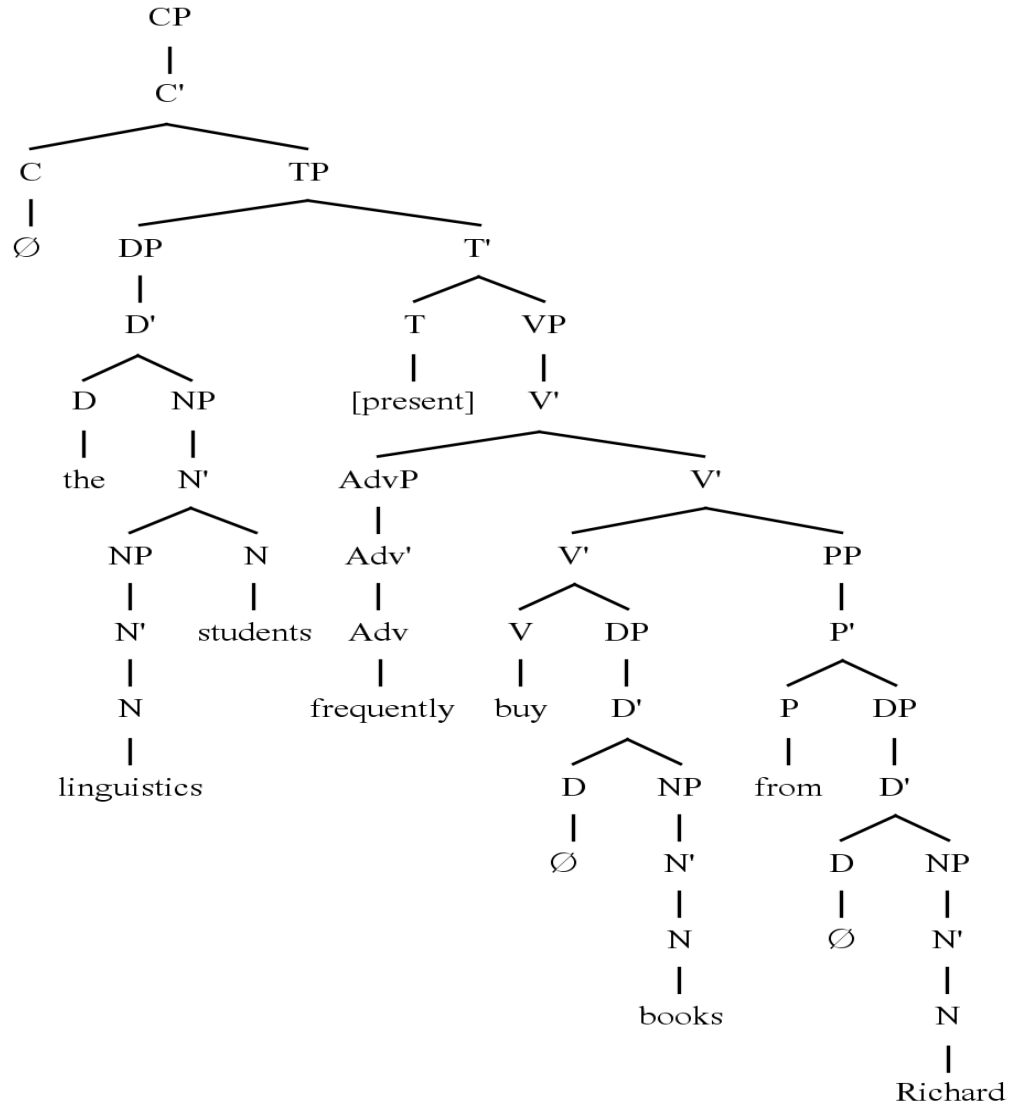 CP
C'
C TP
∅ DP T'
D' T VP
D NP [present] V'
the N' AdvP V'
NP N Adv' V' PP
N' students Adv V DP P'
N frequently buy D' P DP
linguistics D NP from D'
∅ N' D NP
N ∅ N'
books N
Richard